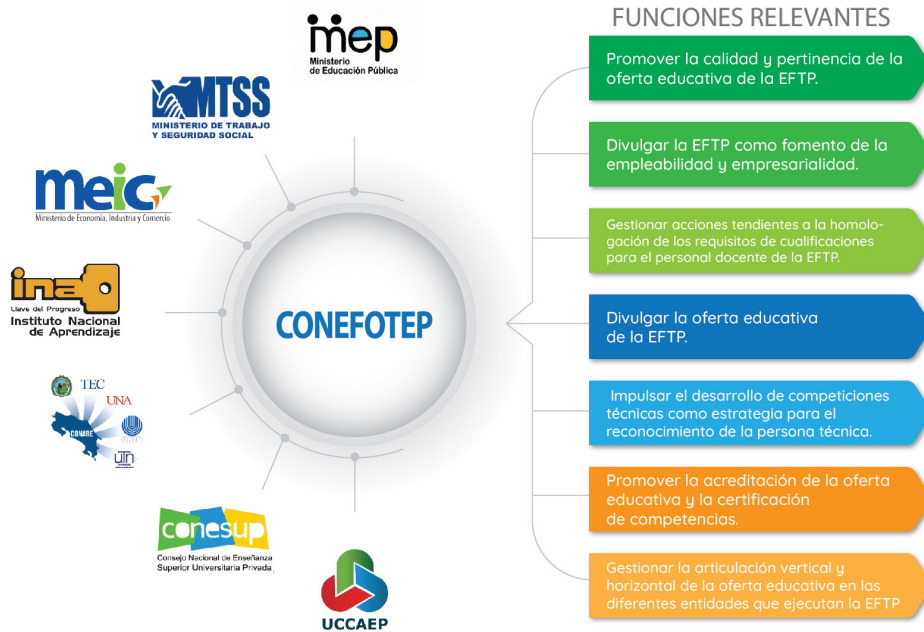 mep
Ministerio
de Educación Pública
MTSS
MINISTERIO DE TRABAJO
Y SEGURIDAD SOCIAL
meic
Ministerio de Economía, Industria y Comercio
ina
Llave del Progreso
Instituto Nacional
de Aprendizaje
TEC
UNA
CONARE
UTN
conesup
Consejo Nacional de Enseñanza
Superior Universitaria Privada
UCCAEP
CONEFOTEP
FUNCIONES RELEVANTES
Promover la calidad y pertinencia de la
oferta educativa de la EFTP.
Divulgar la EFTP como fomento de la
empleabilidad y empresarialidad.
Gestionar acciones tendientes a la homolo-
gación de los requisitos de cualificaciones
para el personal docente de la EFTP.
Divulgar la oferta educativa
de la EFTP.
Impulsar el desarrollo de competiciones
técnicas como estrategia para el
reconocimiento de la persona técnica.
Promover la acreditación de la oferta
educativa y la certificación
de competencias.
Gestionar la articulación vertical y
horizontal de la oferta educativa en las
diferentes entidades que ejecutan la EFTP